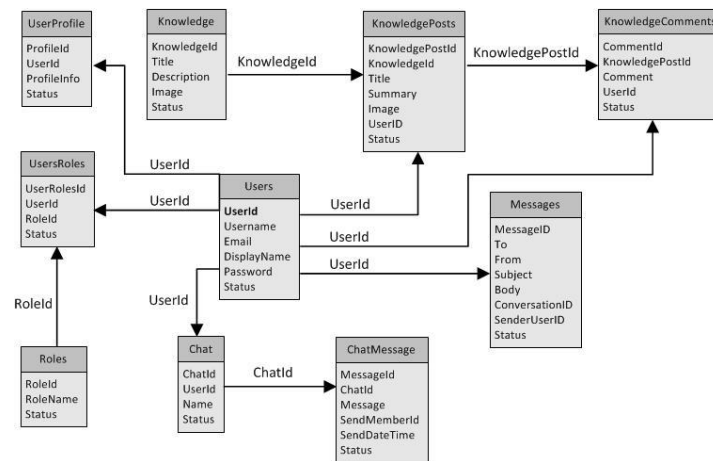 UserProfile
ProfileId
UserId
ProfileInfo
Status
Knowledge
KnowledgeId
Title
Description
Image
Status
KnowledgeId
KnowledgePosts
KnowledgePostId
KnowledgeId
Title
Summary
Image
UserID
Status
KnowledgePostId
KnowledgeComments
CommentId
KnowledgePostId
Comment
UserId
Status
UsersRoles
UserRolesId
UserId
RoleId
Status
UserId
UserId
Users
UserId
Username
Email
DisplayName
Password
Status
UserId
UserId
UserId
Messages
MessageID
To
From
Subject
Body
ConversationID
SenderUserID
Status
RoleId
UserId
Roles
RoleId
RoleName
Status
Chat
ChatId
UserId
Name
Status
ChatId
ChatMessage
MessageId
ChatId
Message
SendMemberId
SendDateTime
Status